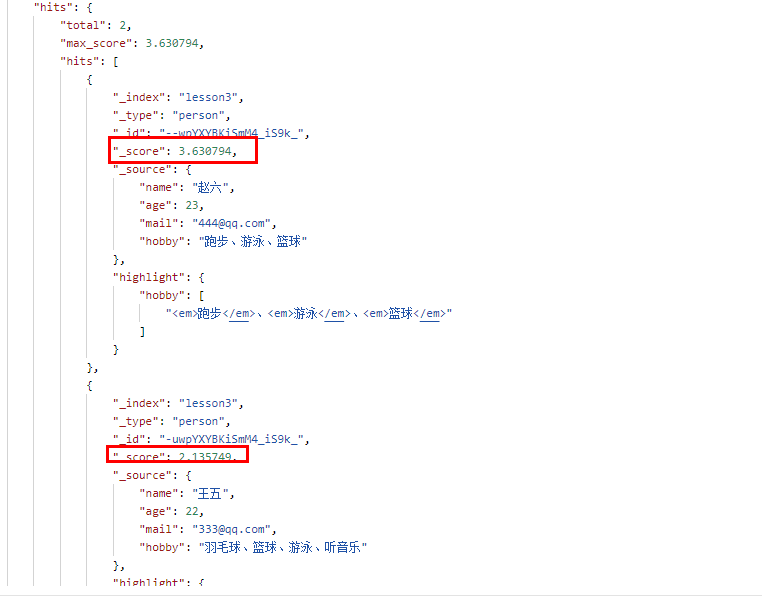 "hits": {
"total": 2,
"max_score": 3.630794,
"hits": [
{
"_index": "lesson3",
"_type": "person",
"_id": "--wpYXYBKiSmM4_iS9k_",
"_score": 3.630794,
"_source": {
"name": "赵六",
"age": 23,
"mail": "444@qq.com",
"hobby": "跑步、游泳、篮球"
},
"highlight": {
"hobby": [
"<em>跑步</em>、<em>游泳</em>、<em>篮球</em>"
]
}
},
{
"_index": "lesson3",
"_type": "person",
"_id": "-uwpYXYBKiSmM4_iS9k_",
"_score": 2.135749,
"_source": {
"name": "王五",
"age": 22,
"mail": "333@qq.com",
"hobby": "羽毛球、篮球、游泳、听音乐"
},
"highlight": {